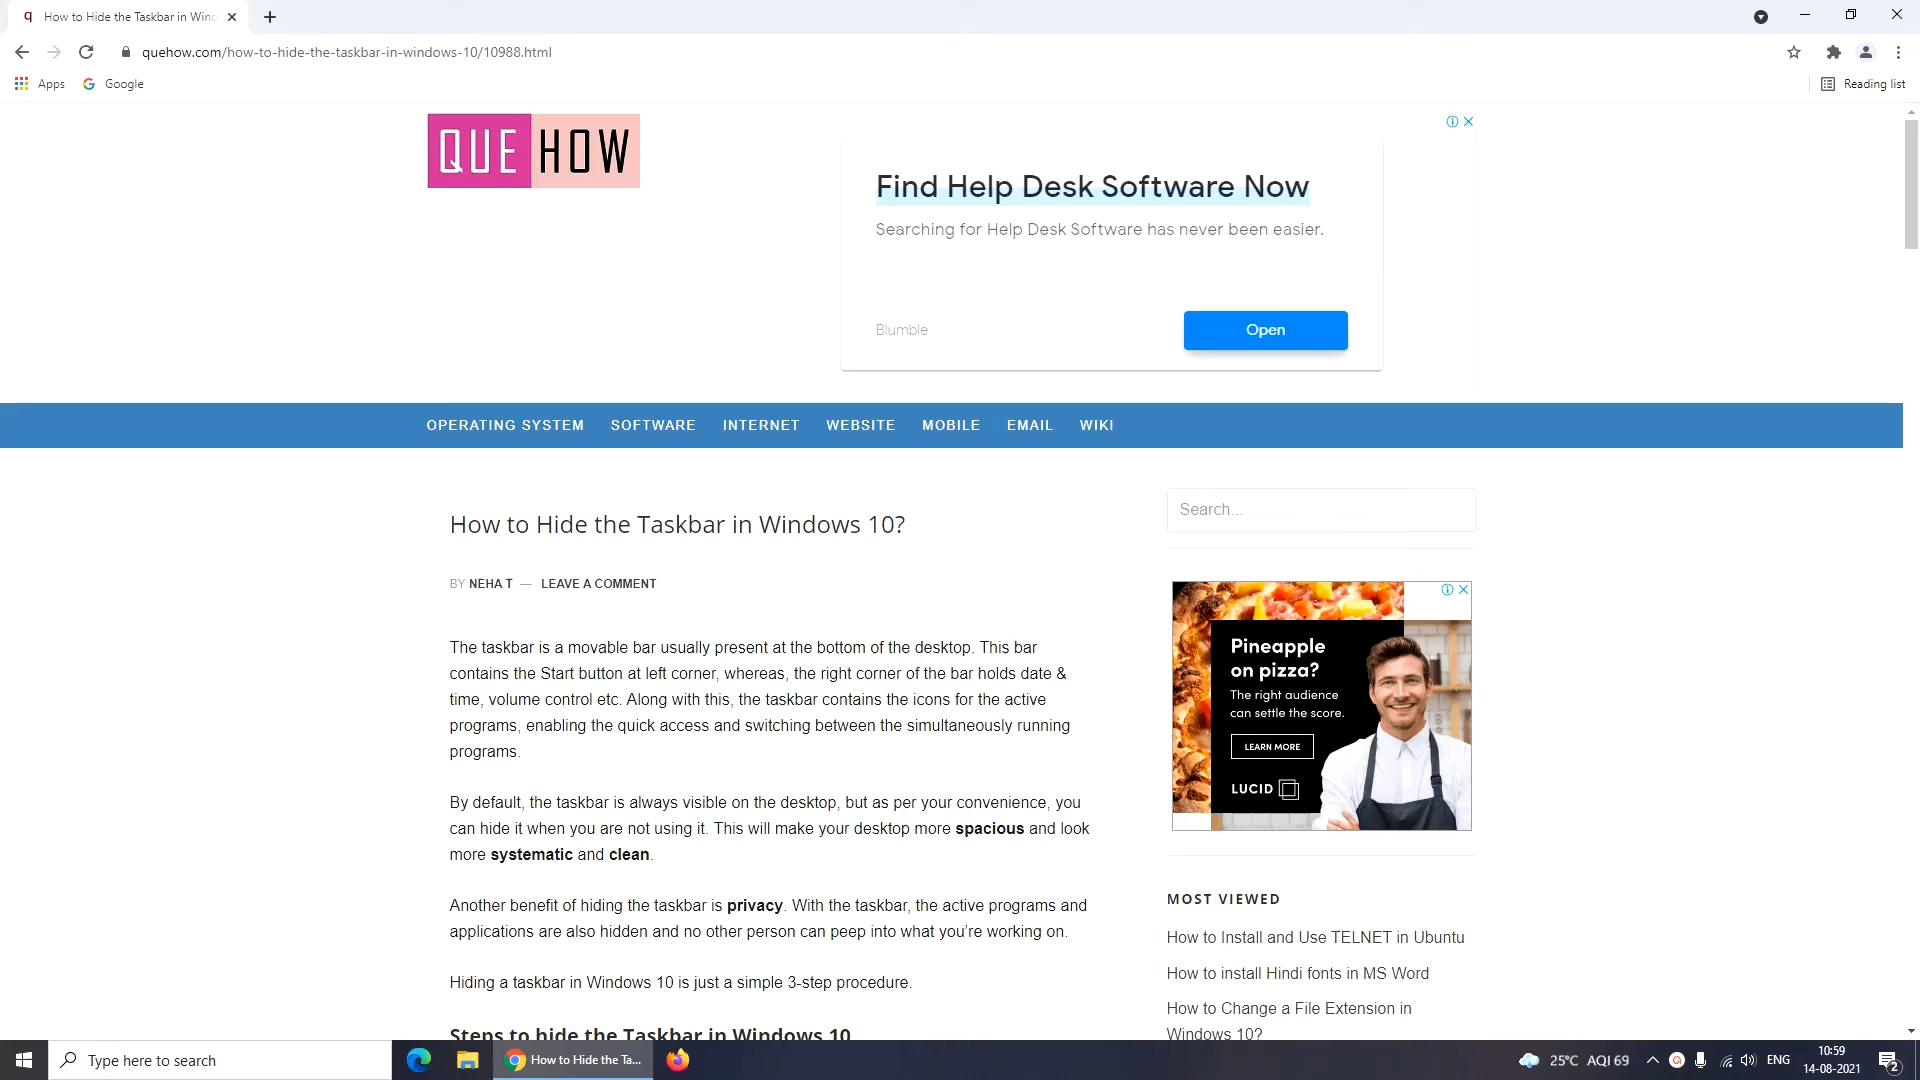 q How to Hide the Taskbar in Wind
quehow.com/how-to-hide-the-taskbar-in-windows-10/10988.html
Apps Google Reading list
QUE HOW
Find Help Desk Software Now
Searching for Help Desk Software has never been easier.
Blumble Open
OPERATING SYSTEM SOFTWARE INTERNET WEBSITE MOBILE EMAIL WIKI
How to Hide the Taskbar in Windows 10?
BY NEHA T — LEAVE A COMMENT
The taskbar is a movable bar usually present at the bottom of the desktop. This bar
contains the Start button at left corner, whereas, the right corner of the bar holds date &
time, volume control etc. Along with this, the taskbar contains the icons for the active
programs, enabling the quick access and switching between the simultaneously running
programs.
By default, the taskbar is always visible on the desktop, but as per your convenience, you
can hide it when you are not using it. This will make your desktop more spacious and look
more systematic and clean.
Another benefit of hiding the taskbar is privacy. With the taskbar, the active programs and
applications are also hidden and no other person can peep into what you're working on.
Hiding a taskbar in Windows 10 is just a simple 3-step procedure.
Steps to hide the Taskbar in Windows 10
Search...
Pineapple
on pizza?
The right audience
can settle the score.
LEARN MORE
LUCID
MOST VIEWED
How to Install and Use TELNET in Ubuntu
How to install Hindi fonts in MS Word
How to Change a File Extension in
Windows 10?
Type here to search
How to Hide the Ta...
25°C AQI 69
ENG
10:59
14-08-2021
2